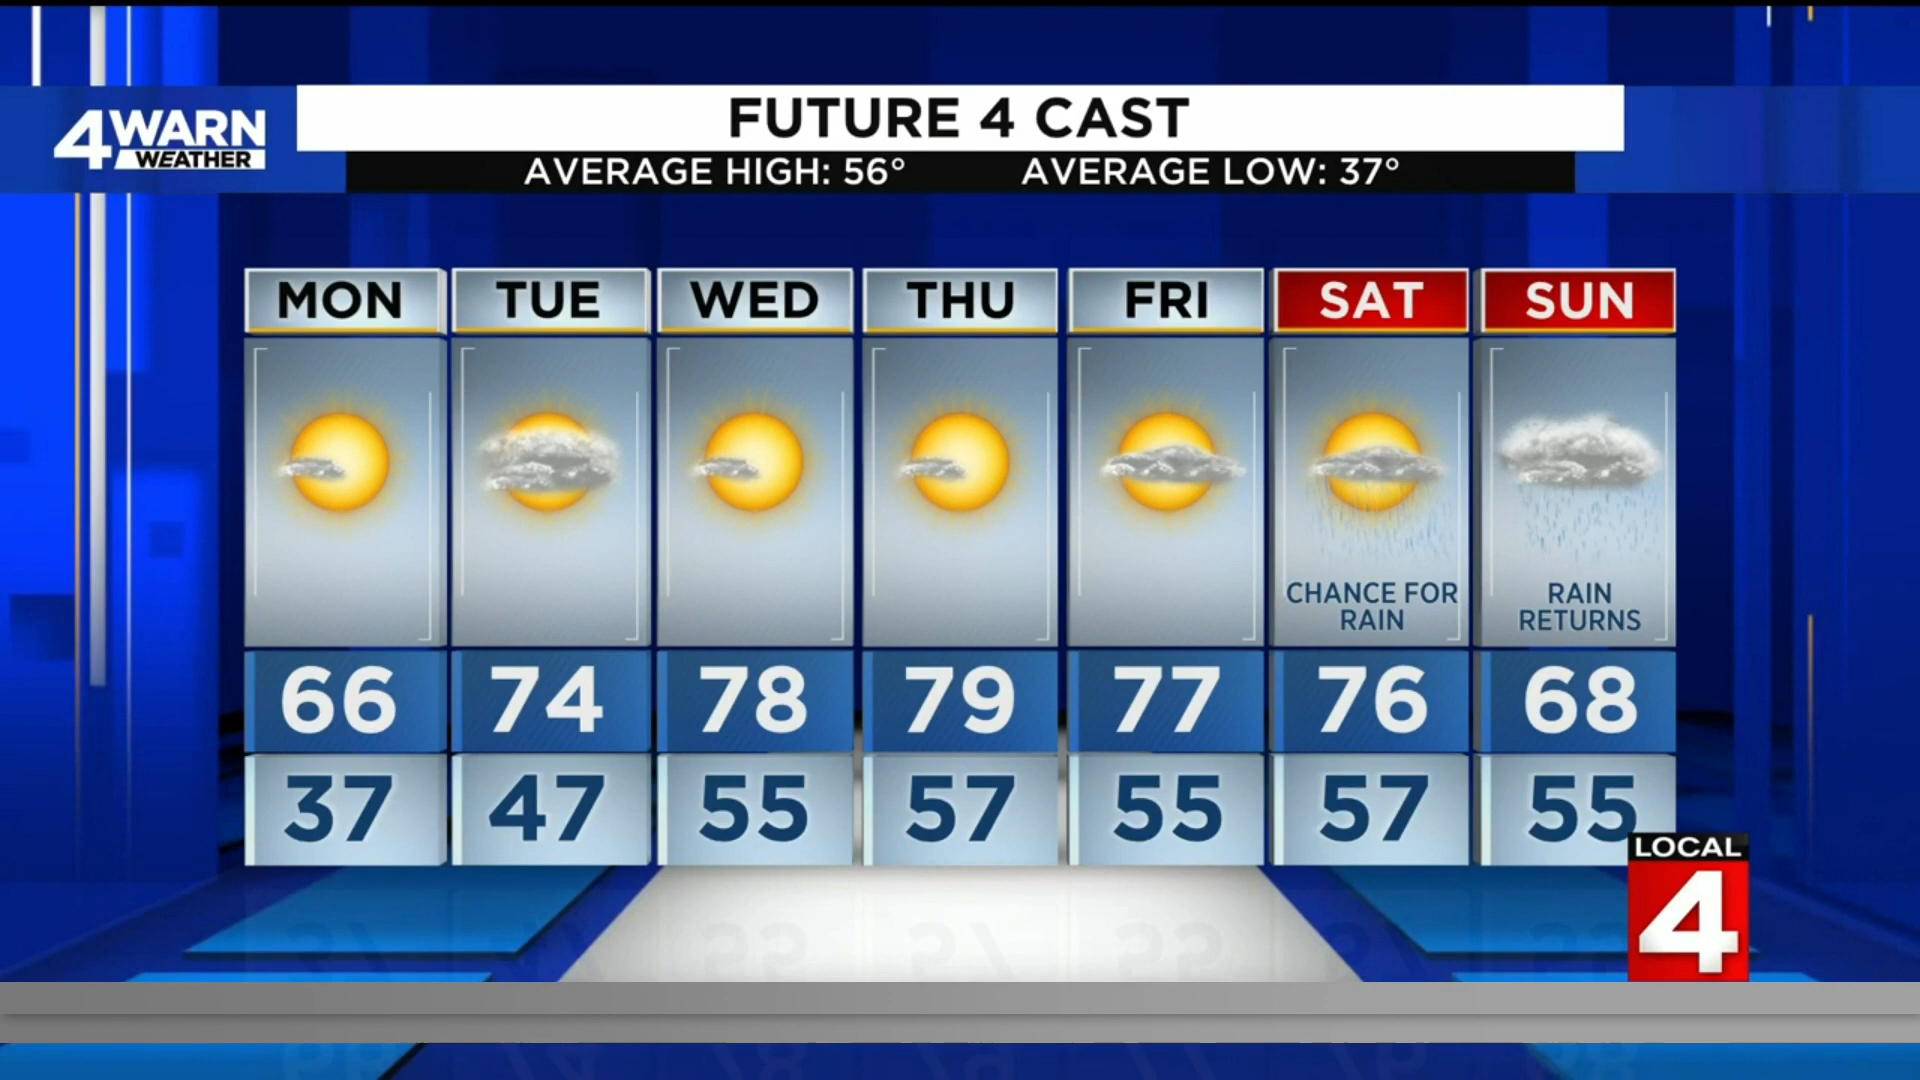 4WARN
WEATHER
FUTURE 4 CAST
AVERAGE HIGH: 56° AVERAGE LOW: 37°
MON TUE WED THU FRI SAT SUN
CHANCE FOR
RAIN
RAIN
RETURNS
66 74 78 79 77 76 68
37 47 55 57 55 57 55
LOCAL
4